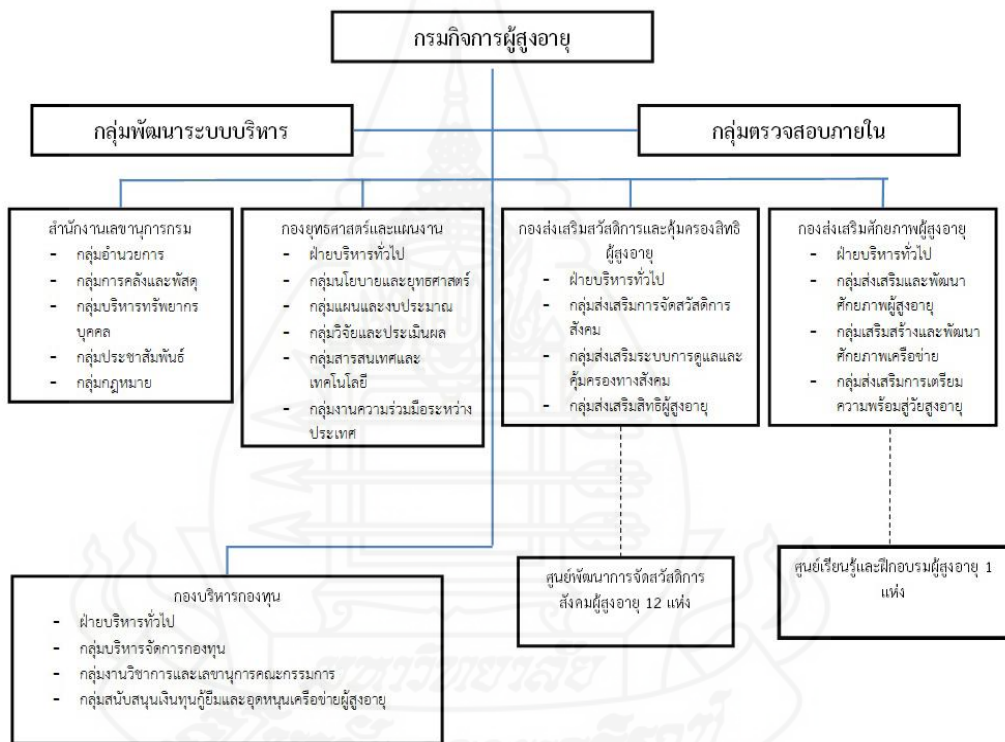 กรมกิจการผู้สูงอายุ
กลุ่มพัฒนาระบบบริหาร
กลุ่มตรวจสอบภายใน
สำนักงานเลขานุการกรม
- กลุ่มอำนวยการ
- กลุ่มการคลังและพัสดุ
- กลุ่มบริหารทรัพยากร
บุคคล
- กลุ่มประชาสัมพันธ์
- กลุ่มกฎหมาย
กองยุทธศาสตร์และแผนงาน
- ฝ่ายบริหารทั่วไป
- กลุ่มนโยบายและยุทธศาสตร์
- กลุ่มแผนและงบประมาณ
- กลุ่มวิจัยและประเมินผล
- กลุ่มสารสนเทศและ
เทคโนโลยี
- กลุ่มงานความร่วมมือระหว่าง
ประเทศ
กองส่งเสริมสวัสดิการและคุ้มครองสิทธิ
ผู้สูงอายุ
- ฝ่ายบริหารทั่วไป
- กลุ่มส่งเสริมการจัดสวัสดิการ
สังคม
- กลุ่มส่งเสริมระบบการดูแลและ
คุ้มครองทางสังคม
- กลุ่มส่งเสริมสิทธิผู้สูงอายุ
กองส่งเสริมศักยภาพผู้สูงอายุ
- ฝ่ายบริหารทั่วไป
- กลุ่มส่งเสริมและพัฒนา
ศักยภาพผู้สูงอายุ
- กลุ่มเสริมสร้างและพัฒนา
ศักยภาพเครือข่าย
- กลุ่มส่งเสริมการเตรียม
ความพร้อมสู่วัยสูงอายุ
กองบริหารกองทุน
- ฝ่ายบริหารทั่วไป
- กลุ่มบริหารจัดการกองทุน
- กลุ่มงานวิชาการและเลขานุการคณะกรรมการ
- กลุ่มสนับสนุนเงินทุนกู้ยืมและอุดหนุนเครือข่ายผู้สูงอายุ
ศูนย์พัฒนาการจัดสวัสดิการ
สังคมผู้สูงอายุ 12 แห่ง
ศูนย์เรียนรู้และฝึกอบรมผู้สูงอายุ 1
แห่ง